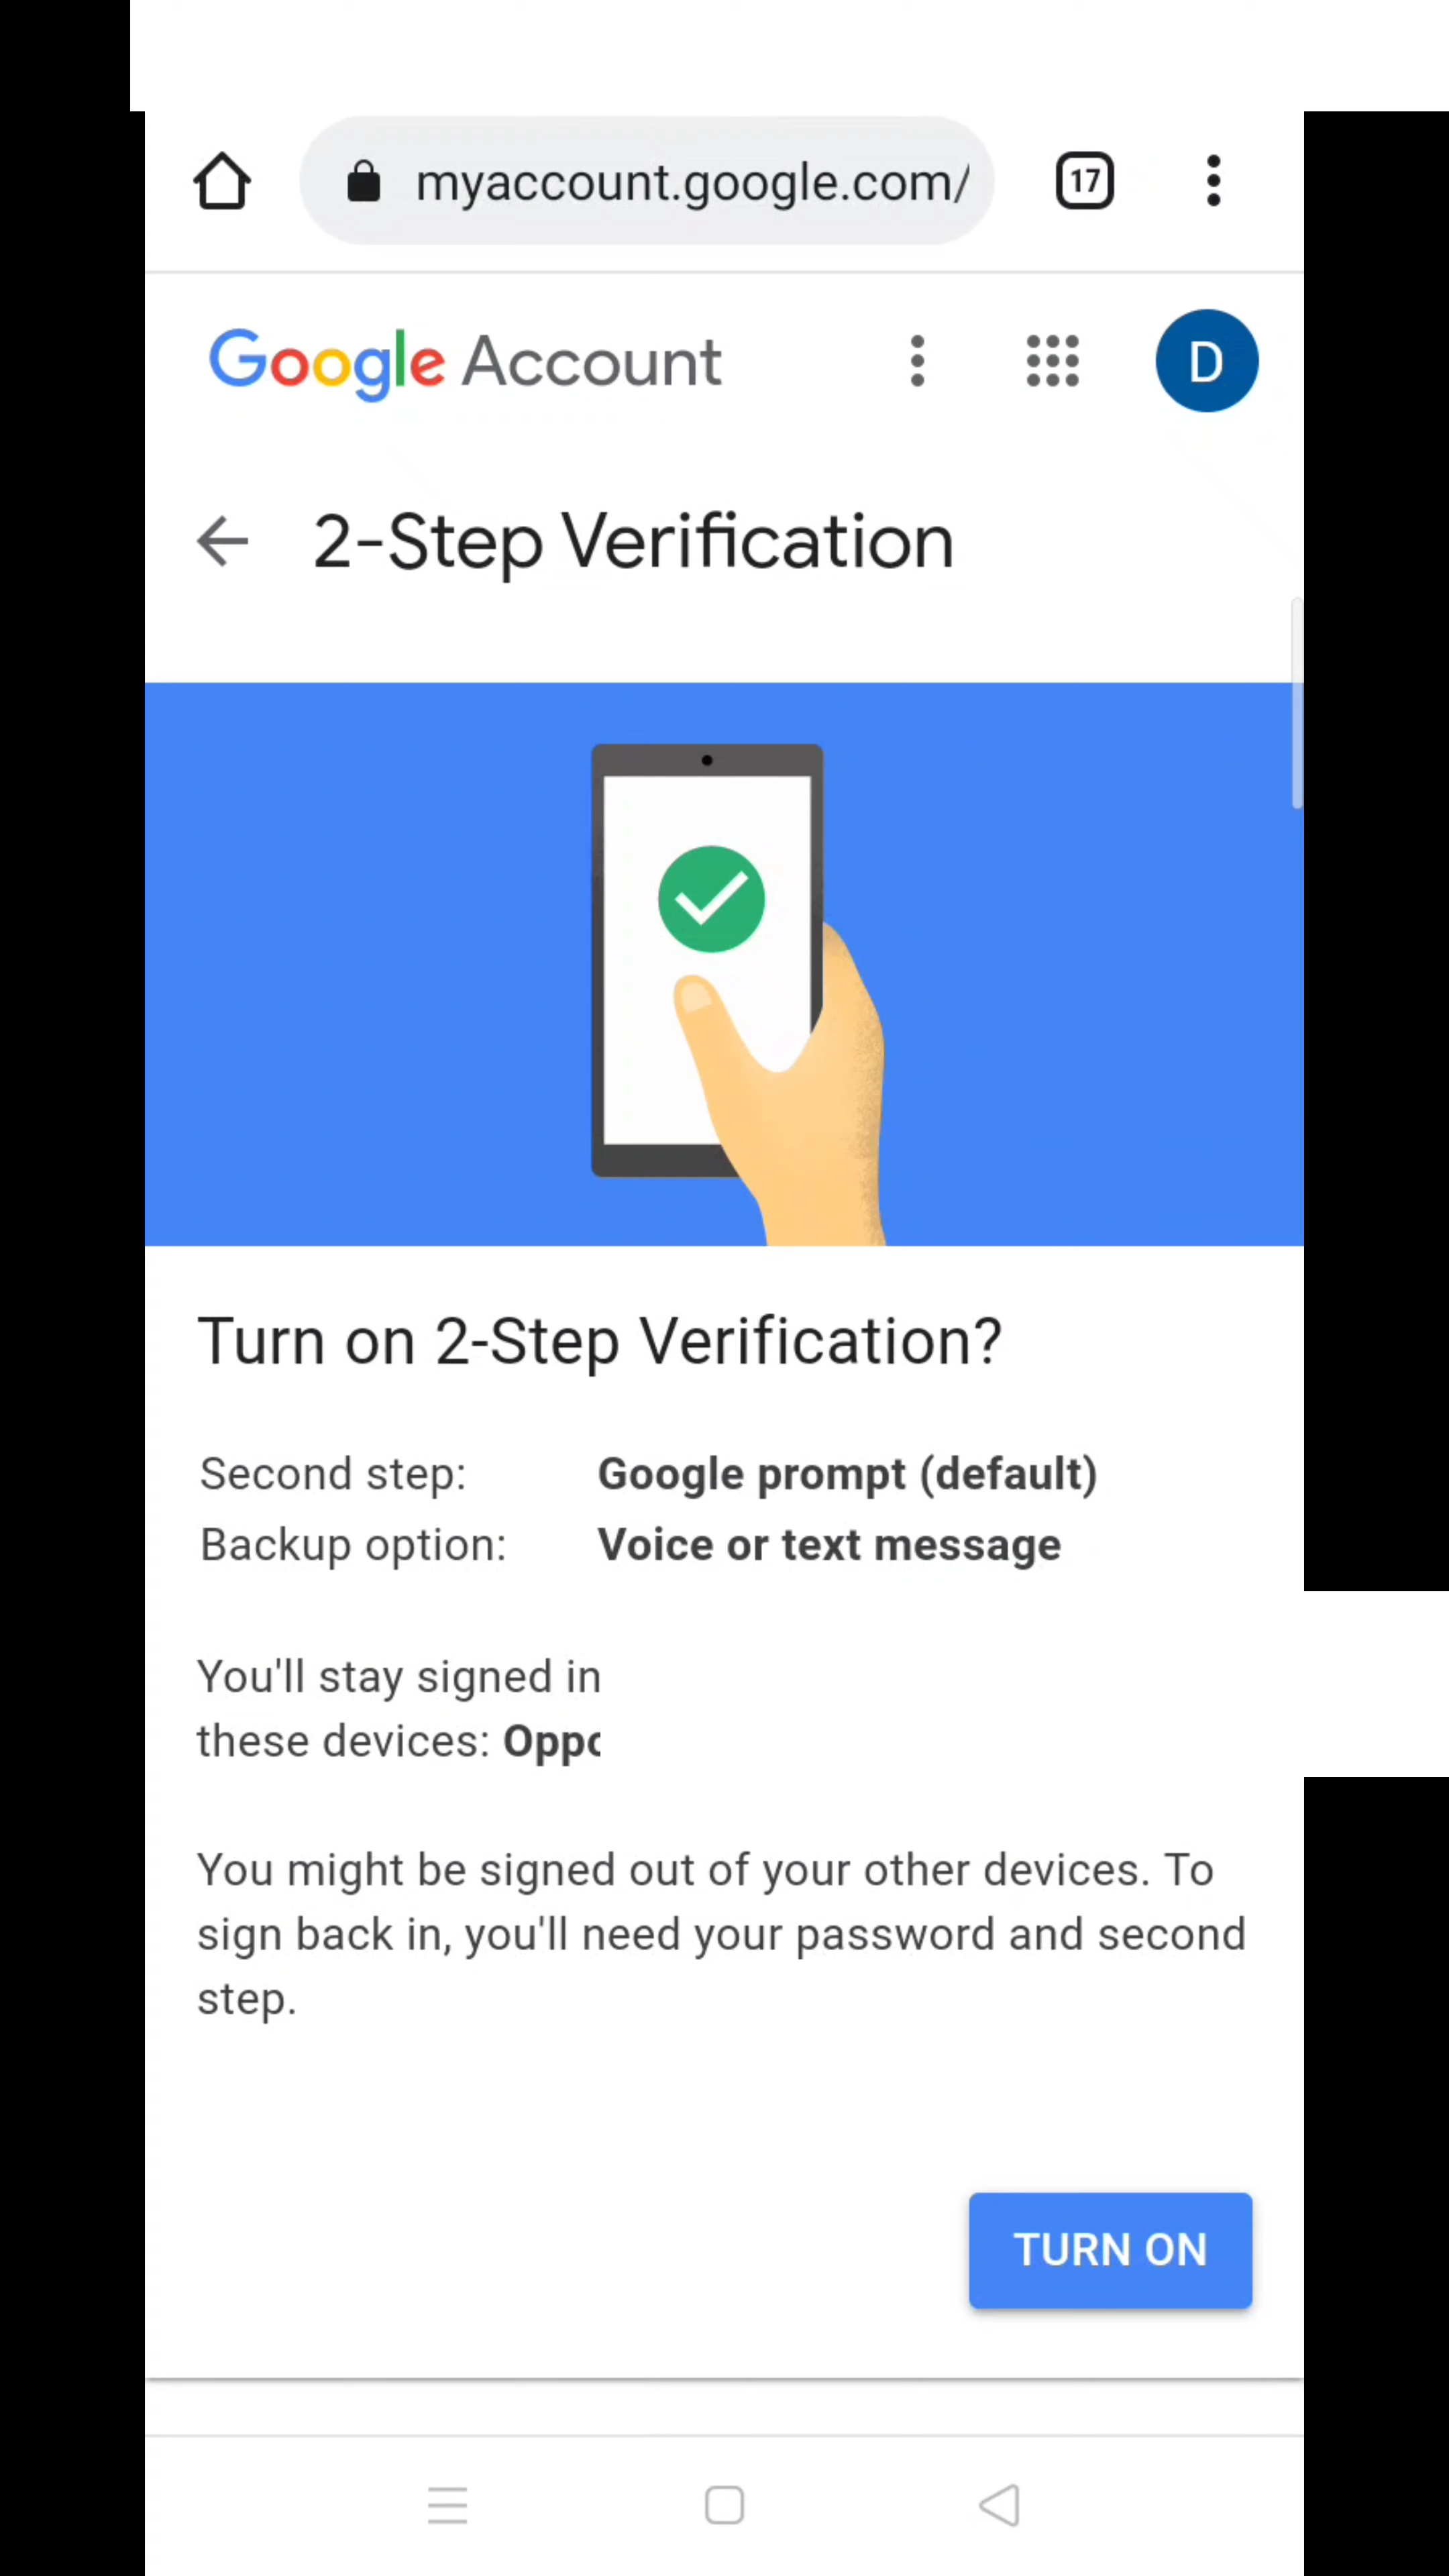 myaccount.google.com/
17
Google Account
D
2-Step Verification
Turn on 2-Step Verification?
Second step: Google prompt (default)
Backup option: Voice or text message
You'll stay signed in
these devices:
You might be signed out of your other devices. To
sign back in, you'll need your password and second
step.
TURN ON